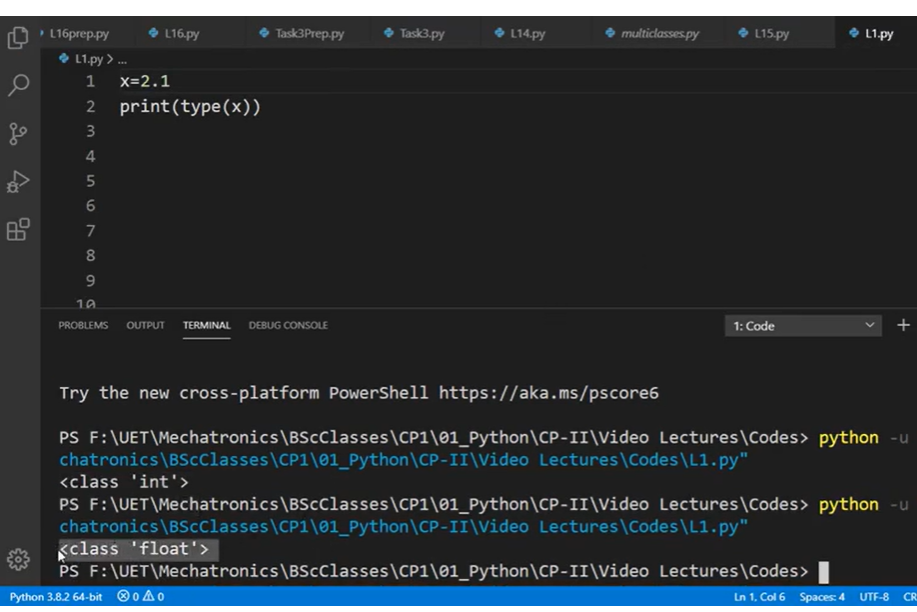 L16prep.py L16.py Task3Prep.py Task3.py L14.py multiclasses.py L15.py L1.py
L1.py > ...
1 x=2.1
2 print(type(x))
3
4
5
6
7
8
9
10
PROBLEMS OUTPUT TERMINAL DEBUG CONSOLE 1: Code
Try the new cross-platform PowerShell https://aka.ms/pscore6
PS F:\UET\Mechatronics\BScClasses\CP1\01_Python\CP-II\Video Lectures\Codes> python -u
chatronics\BScClasses\CP1\01_Python\CP-II\Video Lectures\Codes\L1.py"
<class 'int'>
PS F:\UET\Mechatronics\BScClasses\CP1\01_Python\CP-II\Video Lectures\Codes> python -u
chatronics\BScClasses\CP1\01_Python\CP-II\Video Lectures\Codes\L1.py"
<class 'float'>
PS F:\UET\Mechatronics\BScClasses\CP1\01_Python\CP-II\Video Lectures\Codes>
Python 3.8.2 64-bit 0 0 Ln 1, Col 6 Spaces: 4 UTF-8 CR